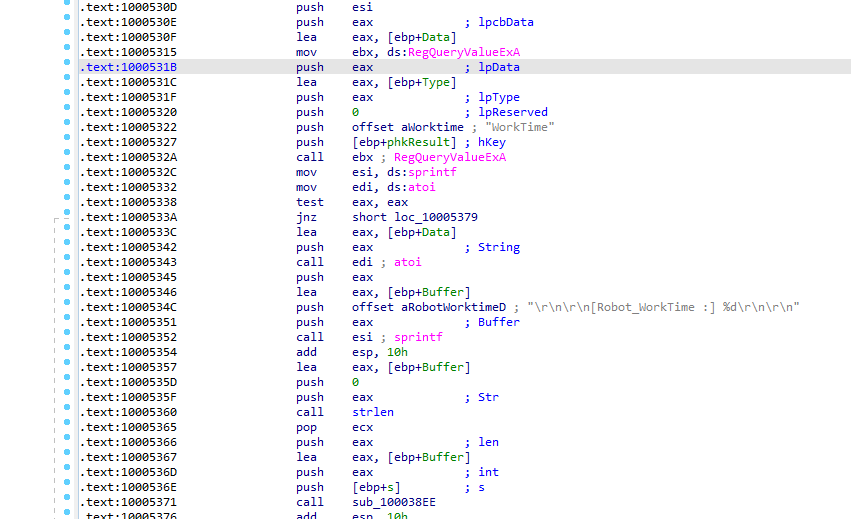 .text:1000530D push esi
.text:1000530E push eax ; lpcbData
.text:1000530F lea eax, [ebp+Data]
.text:10005315 mov ebx, ds:RegQueryValueExA
.text:1000531B push eax ; lpData
.text:1000531C lea eax, [ebp+Type]
.text:1000531F push eax ; lpType
.text:10005320 push 0 ; lpReserved
.text:10005322 push offset aWorktime ; "WorkTime"
.text:10005327 push [ebp+phkResult] ; hKey
.text:1000532A call ebx ; RegQueryValueExA
.text:1000532C mov esi, ds:sprintf
.text:10005332 mov edi, ds:atoi
.text:10005338 test eax, eax
.text:1000533A jnz short loc_10005379
.text:1000533C lea eax, [ebp+Data]
.text:10005342 push eax ; String
.text:10005343 call edi ; atoi
.text:10005345 push eax
.text:10005346 lea eax, [ebp+Buffer]
.text:1000534C push offset aRobotWorktimeD ; "\r\n\r\n[Robot_WorkTime :] %d\r\n\r\n"
.text:10005351 push eax ; Buffer
.text:10005352 call esi ; sprintf
.text:10005354 add esp, 10h
.text:10005357 lea eax, [ebp+Buffer]
.text:1000535D push 0
.text:1000535F push eax ; Str
.text:10005360 call strlen
.text:10005365 pop ecx
.text:10005366 push eax ; len
.text:10005367 lea eax, [ebp+Buffer]
.text:1000536D push eax ; int
.text:1000536E push [ebp+s] ; s
.text:10005371 call sub_100038EE
.text:10005376 add esp, 10h